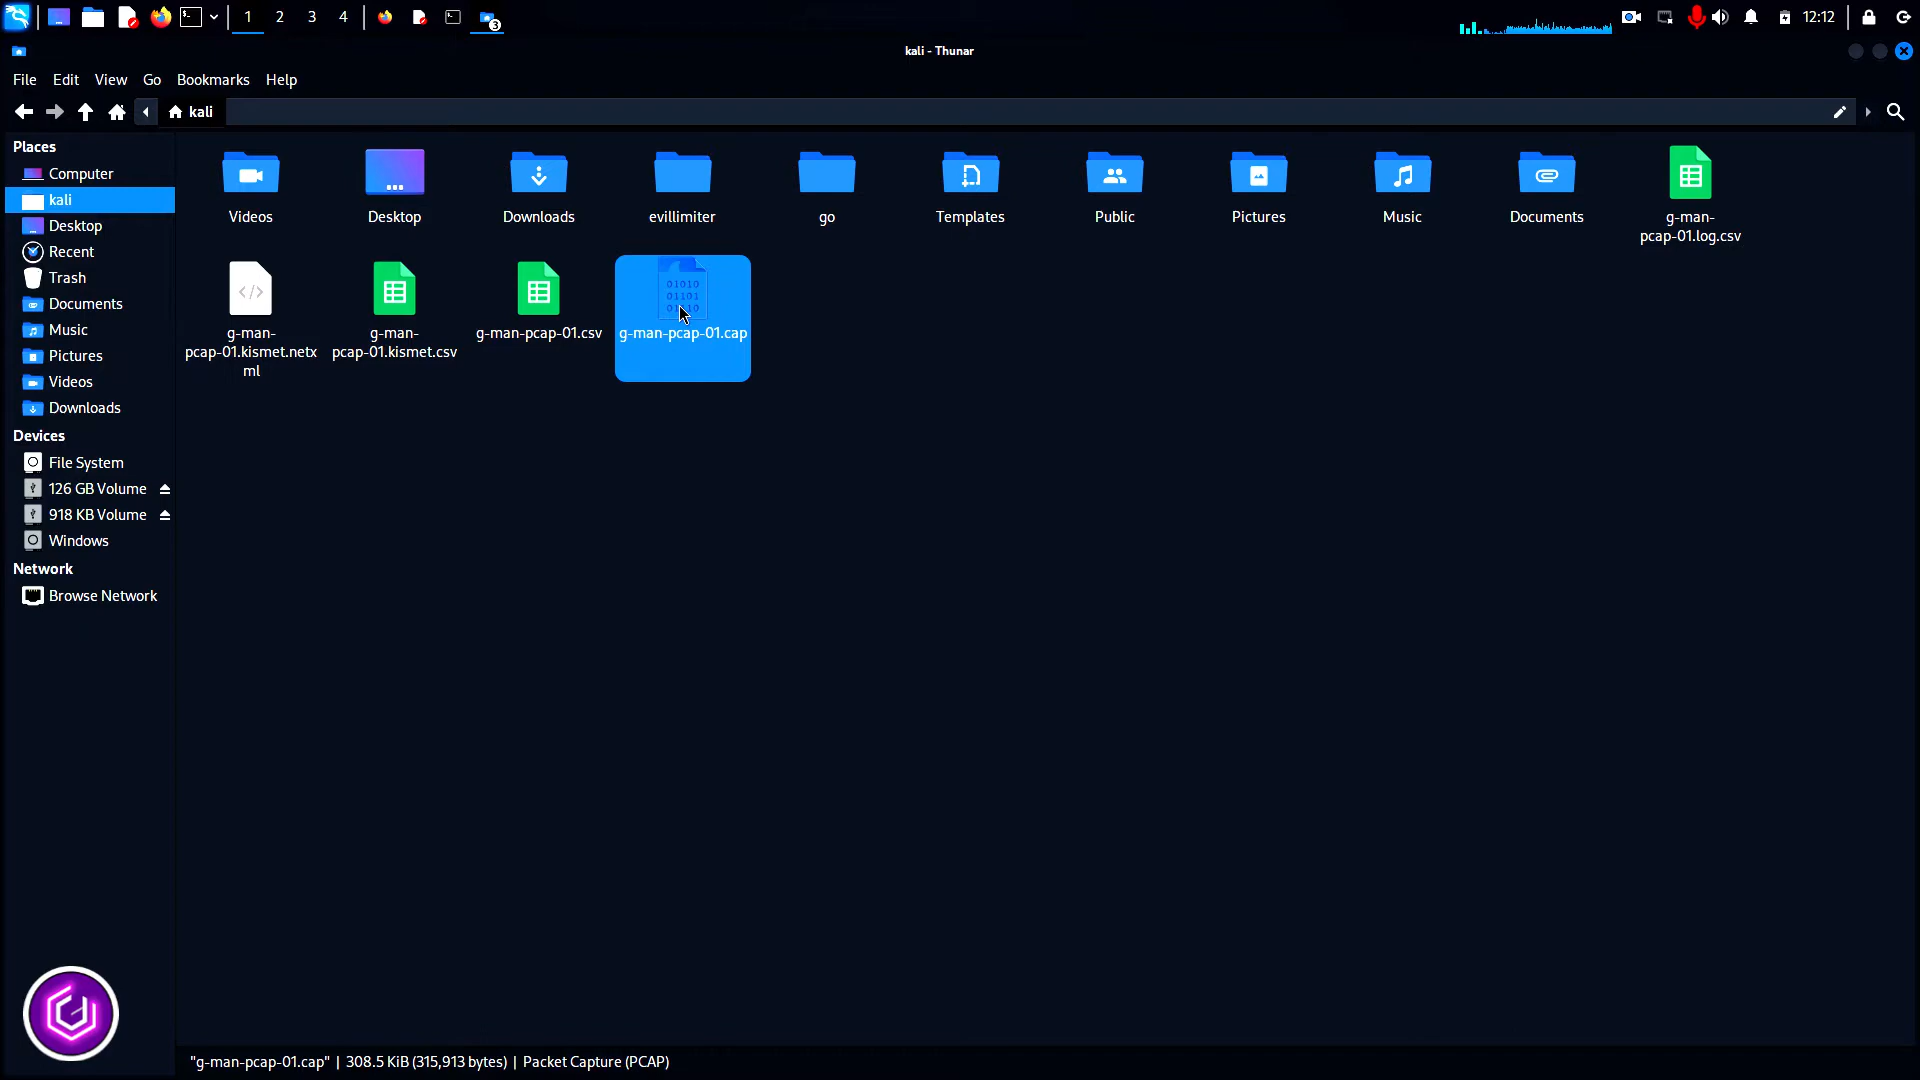 1 2 3 4 3 12:12
kali - Thunar
File Edit View Go Bookmarks Help
kali
Places
Computer
kali
Desktop
Recent
Trash
Documents
Music
Pictures
Videos
Downloads
Devices
File System
126 GB Volume
918 KB Volume
Windows
Network
Browse Network
Videos Desktop Downloads evillimiter go Templates Public Pictures Music Documents g-man-
pcap-01.log.csv
01010
01101
g-man- g-man- g-man-pcap-01.csv g-man-pcap-01.cap
pcap-01.kismet.netx pcap-01.kismet.csv
ml
"g-man-pcap-01.cap" | 308.5 KiB (315,913 bytes) | Packet Capture (PCAP)